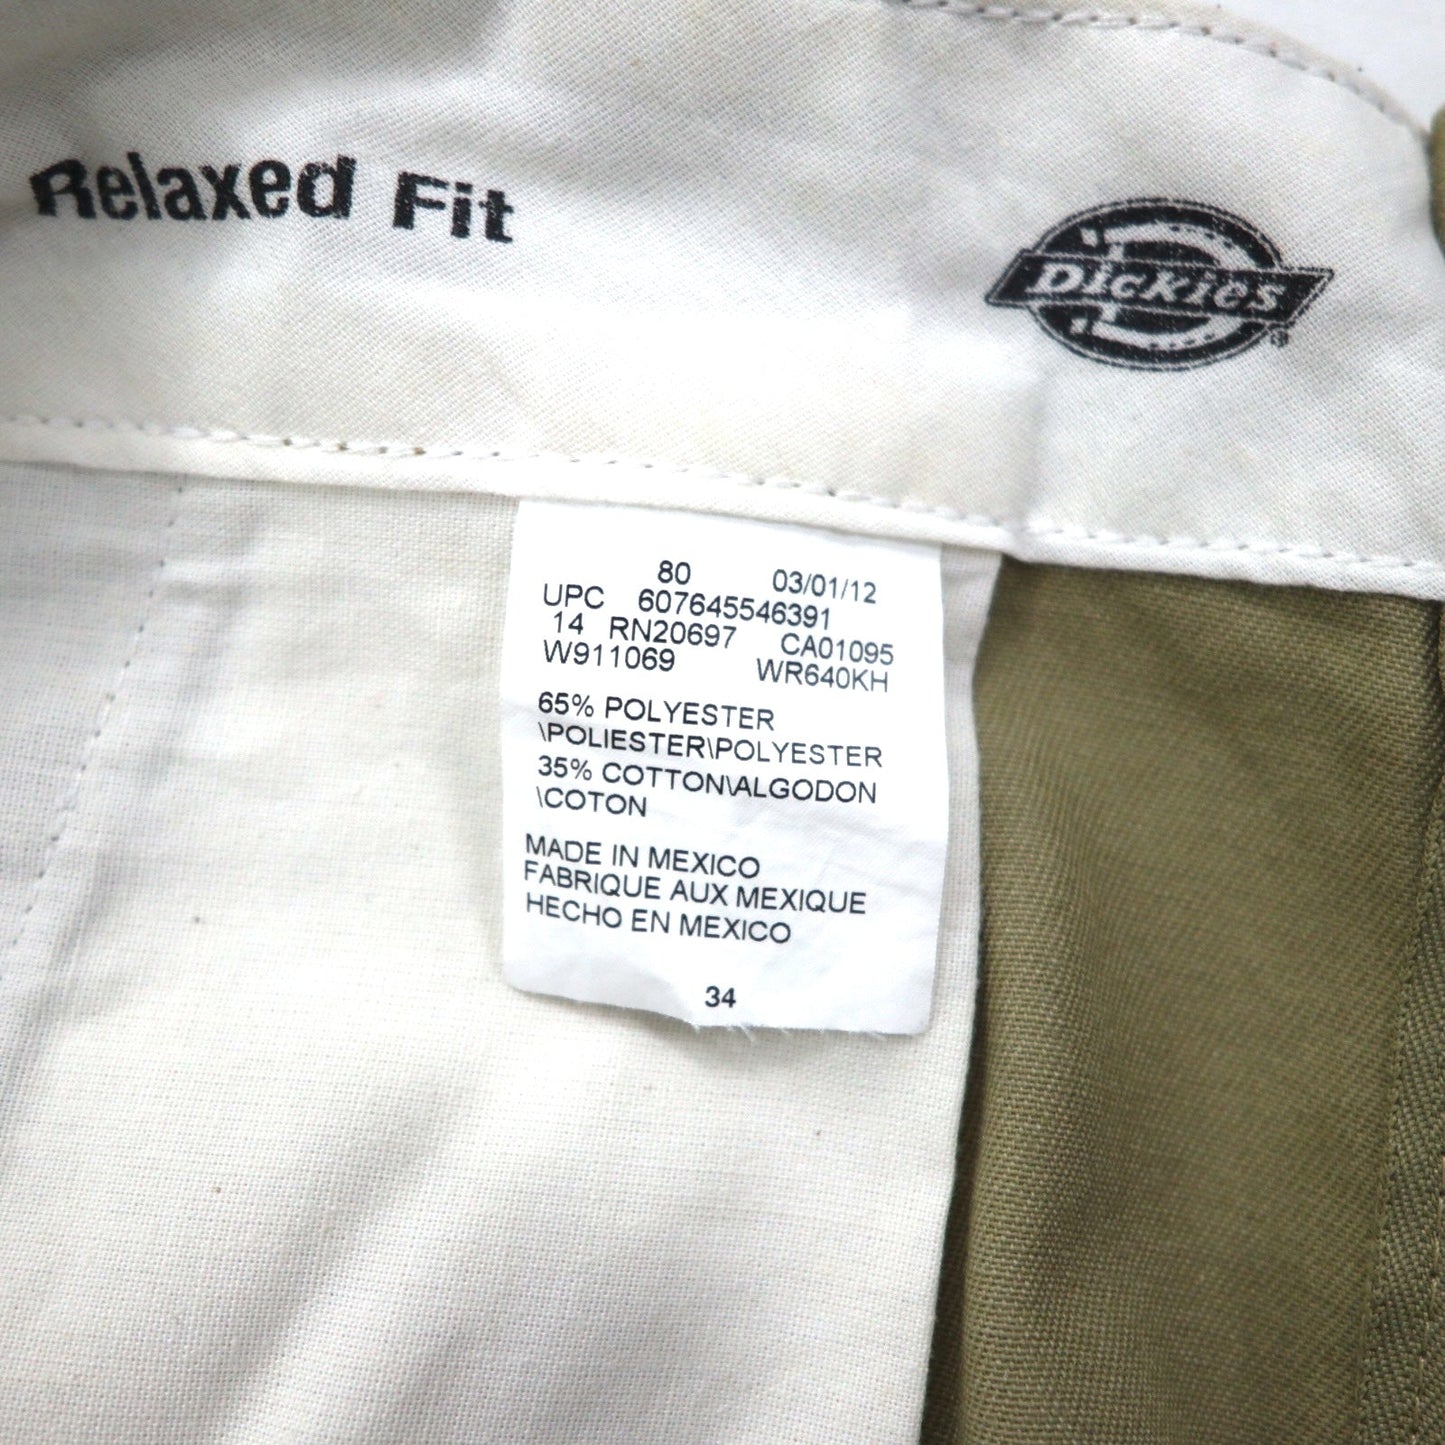 Relaxed Fit
Dickies®
80 03/01/12
UPC 607645546391
14 RN20697 CA01095
W911069 WR640KH
65% POLYESTER
\POLIESTER\POLYESTER
35% COTTON\ALGODON
\COTON
MADE IN MEXICO
FABRIQUE AUX MEXIQUE
HECHO EN MEXICO
34